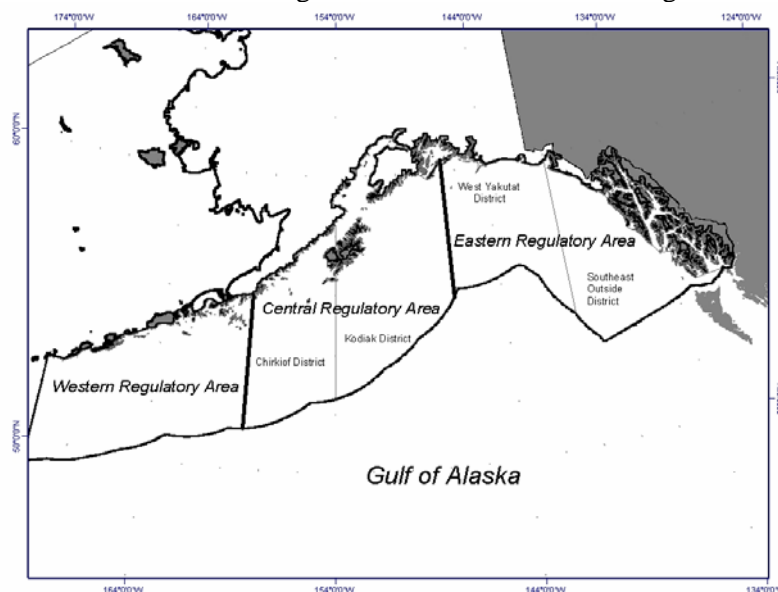 174°0'0"W
164°0'0"W
154°0'0"W
144°0'0"W
134°0'0"W
124°0'0"W
60°0'0"N
West Yakutat
District
Eastern Regulatory Area
Southeast
Outside
District
Central Regulatory Area
Kodiak District
Chirkiof District
Western Regulatory Area
50°0'0"N
Gulf of Alaska
164°0'0"W
154°0'0"W
144°0'0"W
134°0'0"W